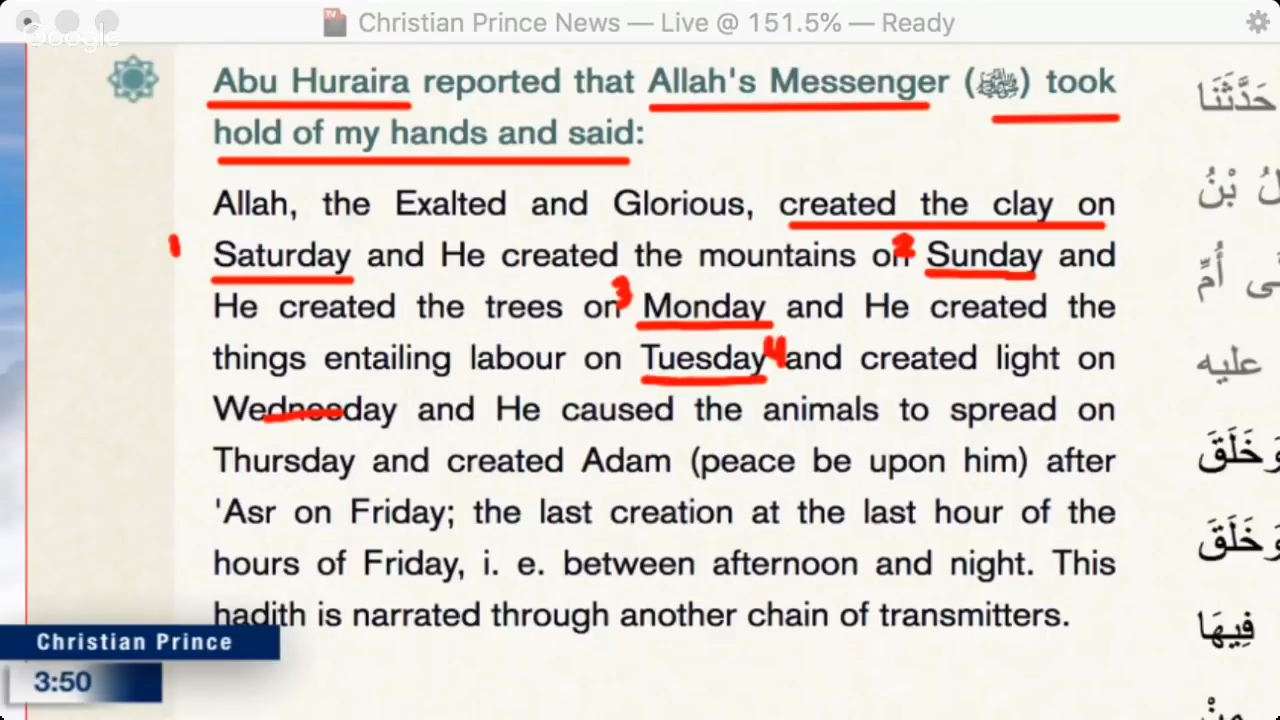 Christian Prince News — Live @ 151.5% — Ready
Google
Abu Huraira reported that Allah's Messenger (ﷺ) took
hold of my hands and said:
Allah, the Exalted and Glorious, created the clay on
1 Saturday and He created the mountains on 2 Sunday and
He created the trees on 3 Monday and He created the
things entailing labour on Tuesday 4 and created light on
Wednesday and He caused the animals to spread on
Thursday and created Adam (peace be upon him) after
'Asr on Friday; the last creation at the last hour of the
hours of Friday, i. e. between afternoon and night. This
hadith is narrated through another chain of transmitters.
حَدَّثَنَا
بْنُ
أُمِّ
عليه
وَخَلَقَ
وَخَلَقَ
فِيهَا
مِنْ
Christian Prince
3:50